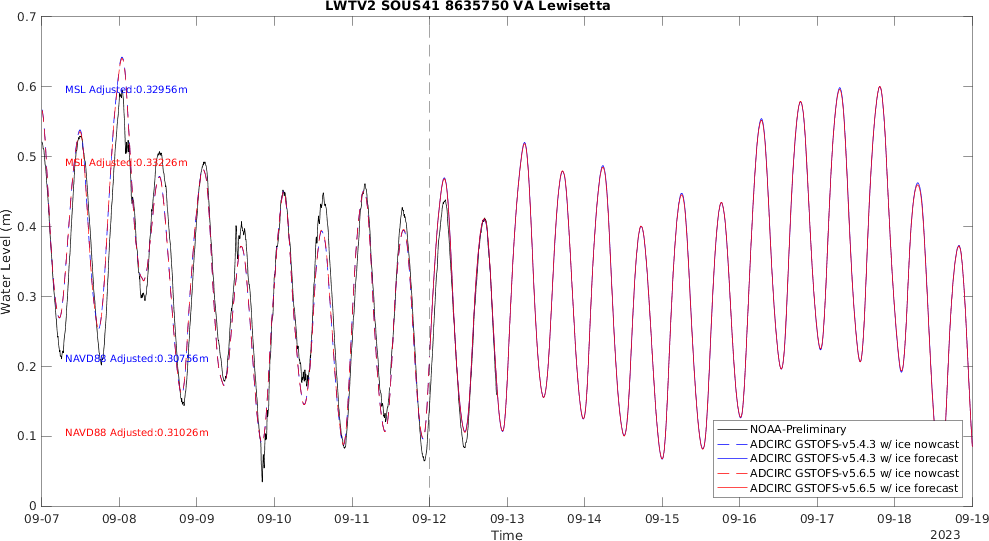 LWTV2 SOUS41 8635750 VA Lewisetta
0.7
0.6
0.5
0.4
0.3
0.2
0.1
0
Water Level (m)
MSL Adjusted:0.32956m
MSL Adjusted:0.33226m
NAVD88 Adjusted:0.30756m
NAVD88 Adjusted:0.31026m
NOAA-Preliminary
ADCIRC GSTOFS-v5.4.3 w/ ice nowcast
ADCIRC GSTOFS-v5.4.3 w/ ice forecast
ADCIRC GSTOFS-v5.6.5 w/ ice nowcast
ADCIRC GSTOFS-v5.6.5 w/ ice forecast
09-07 09-08 09-09 09-10 09-11 09-12 09-13 09-14 09-15 09-16 09-17 09-18 09-19
Time
2023